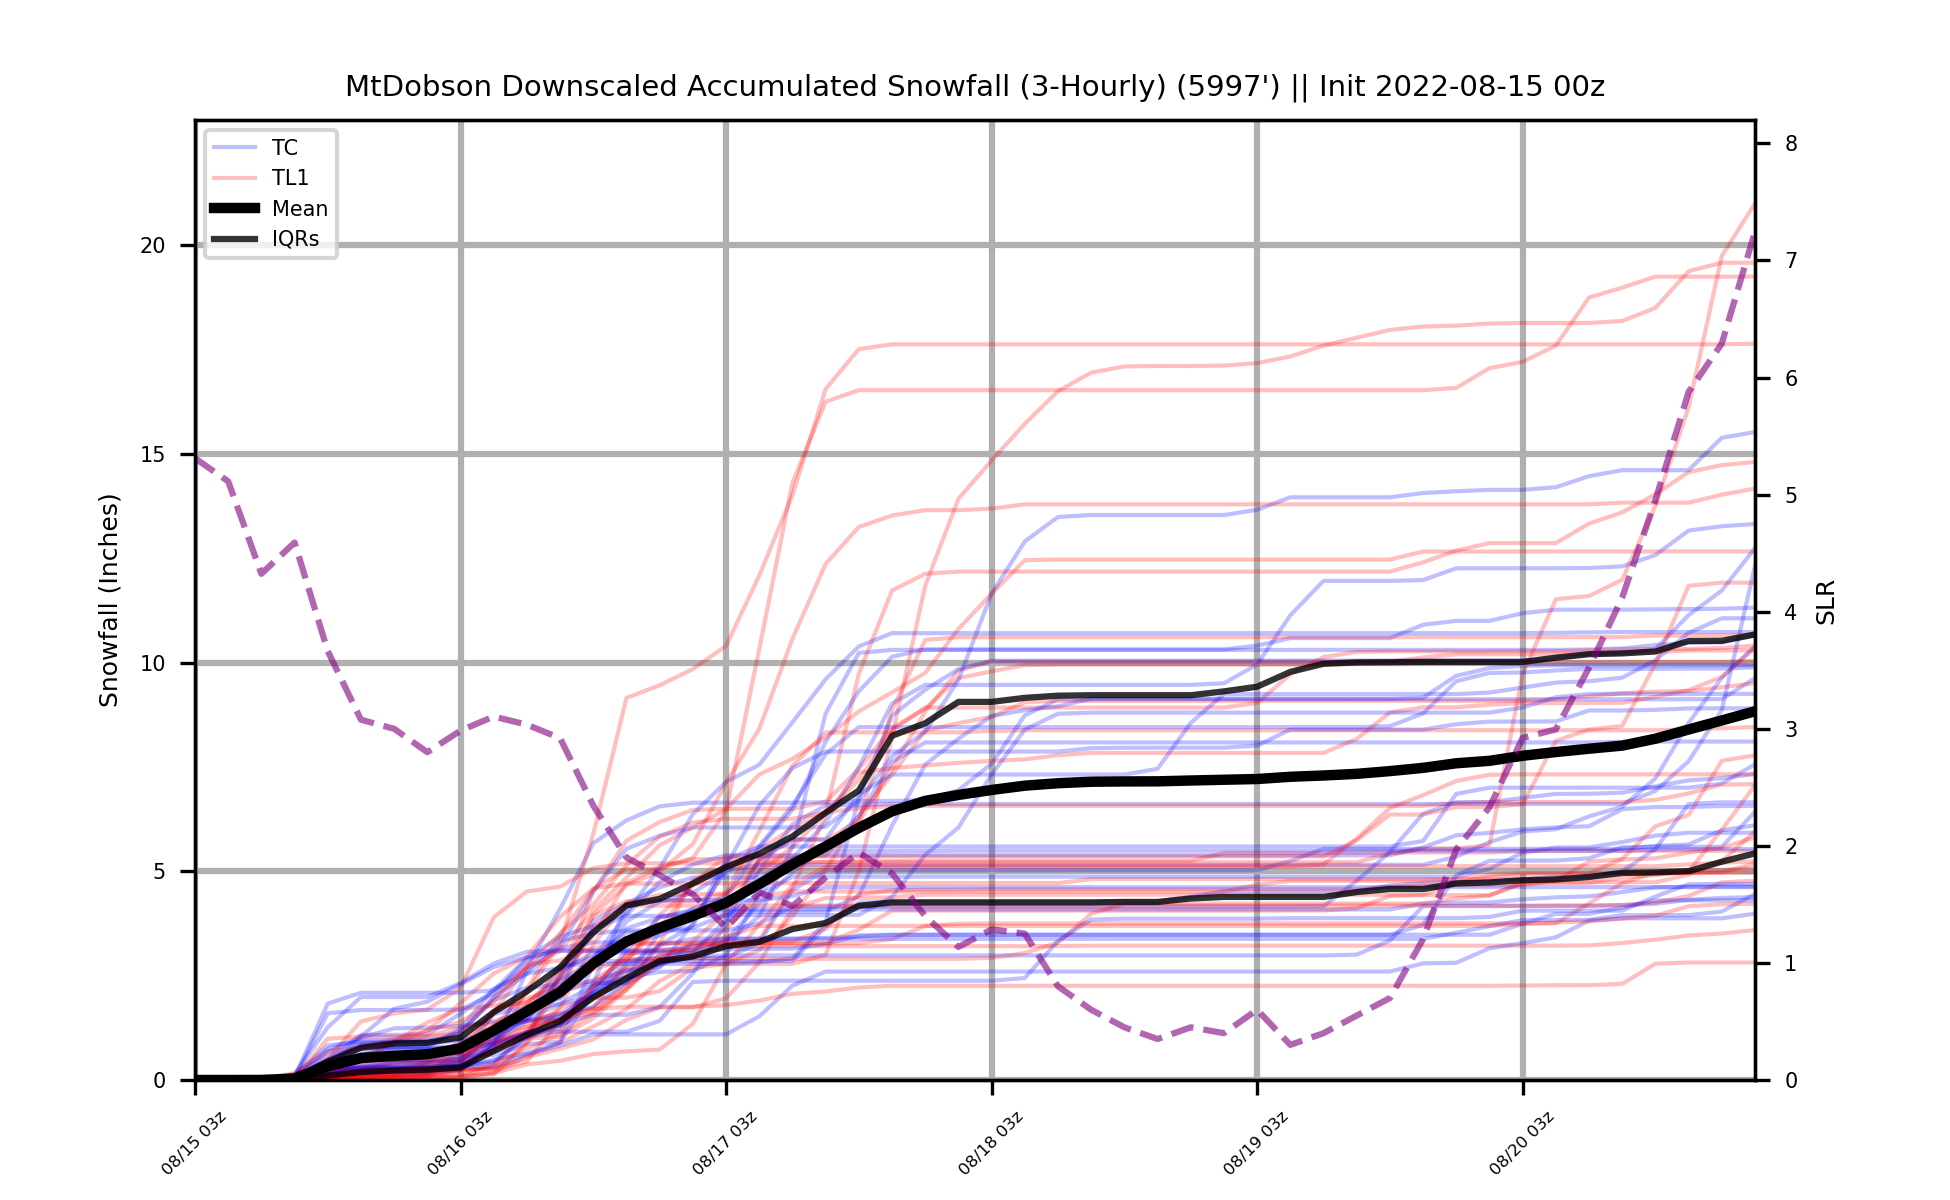 MtDobson Downscaled Accumulated Snowfall (3-Hourly) (5997') || Init 2022-08-15 00z
TC
TL1
Mean
IQRs
Snowfall (Inches)
20
15
10
5
0
8
7
6
5
4
3
2
1
0
SLR
08/15 03z
08/16 03z
08/17 03z
08/18 03z
08/19 03z
08/20 03z